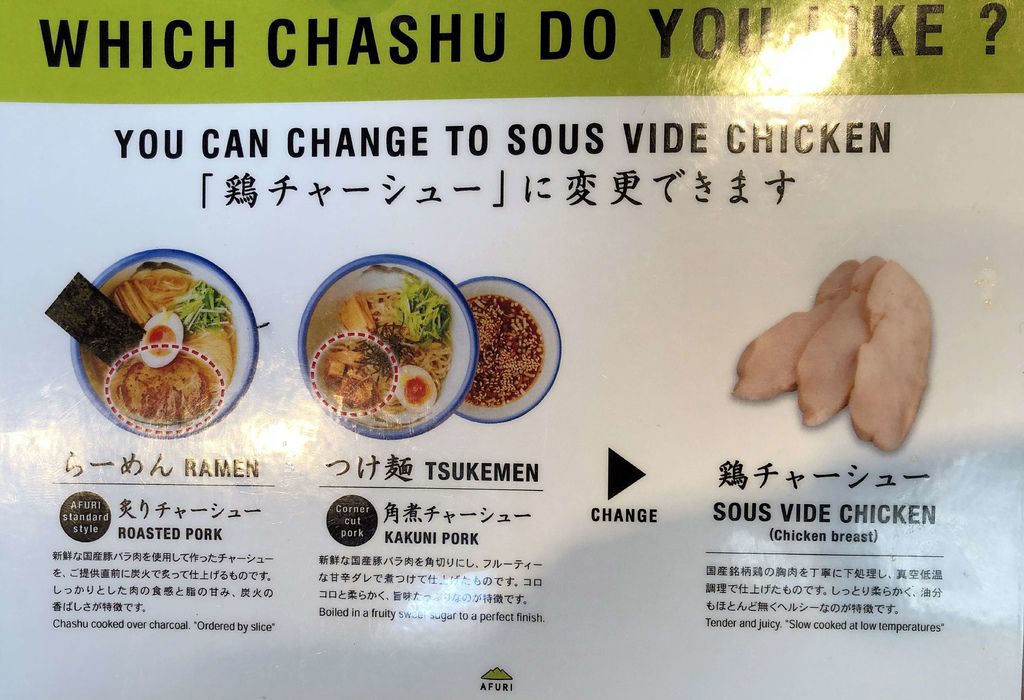 WHICH CHASHU DO YOU LIKE ?
YOU CAN CHANGE TO SOUS VIDE CHICKEN
「鶏チャーシュー」に変更できます
らーめん RAMEN
AFURI
standard
style
炙りチャーシュー
ROASTED PORK
新鮮な国産豚バラ肉を使用して作ったチャーシュー
を、ご提供直前に炭火で炙って仕上げるものです。
しっかりとした肉の食感と脂の甘み、炭火の
香ばしさが特徴です。
Chashu cooked over charcoal. "Ordered by slice"
つけ麺 TSUKEMEN
Corner
cut
pork
角煮チャーシュー
KAKUNI PORK
新鮮な国産豚バラ肉を角切りにし、フルーティー
な甘辛ダレで煮つけて仕上げたものです。コロ
コロと柔らかく、旨味たっぷりなのが特徴です。
Boiled in a fruity sweet sugar to a perfect finish.
CHANGE
鶏チャーシュー
SOUS VIDE CHICKEN
(Chicken breast)
国産銘柄鶏の胸肉を丁寧に下処理し、真空低温
調理で仕上げたものです。しっとり柔らかく、油分
もほとんど無くヘルシーなのが特徴です。
Tender and juicy. "Slow cooked at low temperatures"
AFURI